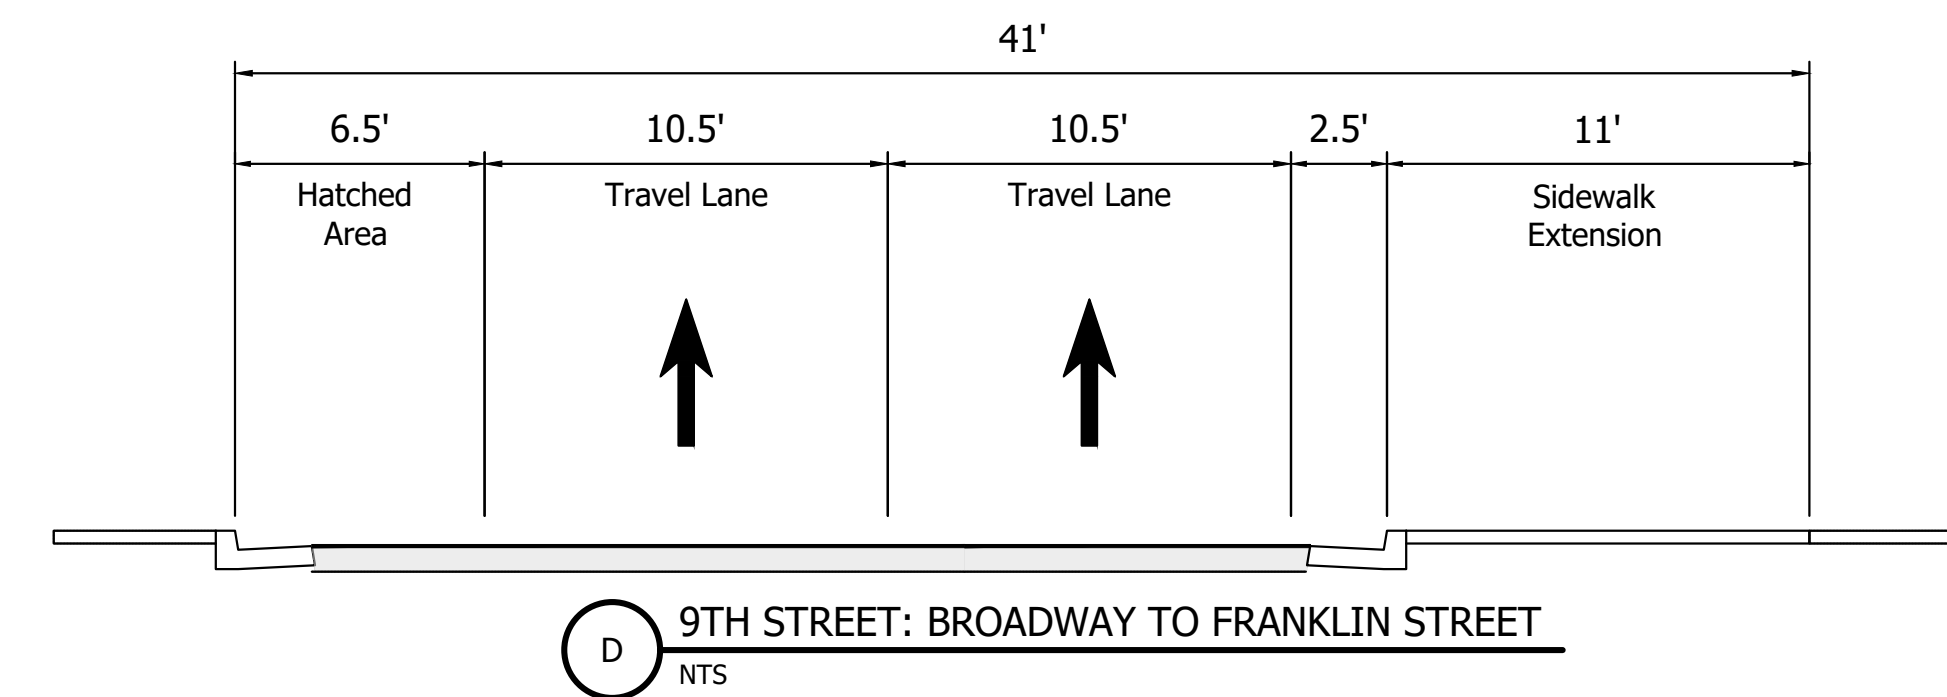 41'
6.5' 10.5' 10.5' 2.5' 11'
Hatched
Area
Travel Lane
Travel Lane
Sidewalk
Extension
D
9TH STREET: BROADWAY TO FRANKLIN STREET
NTS